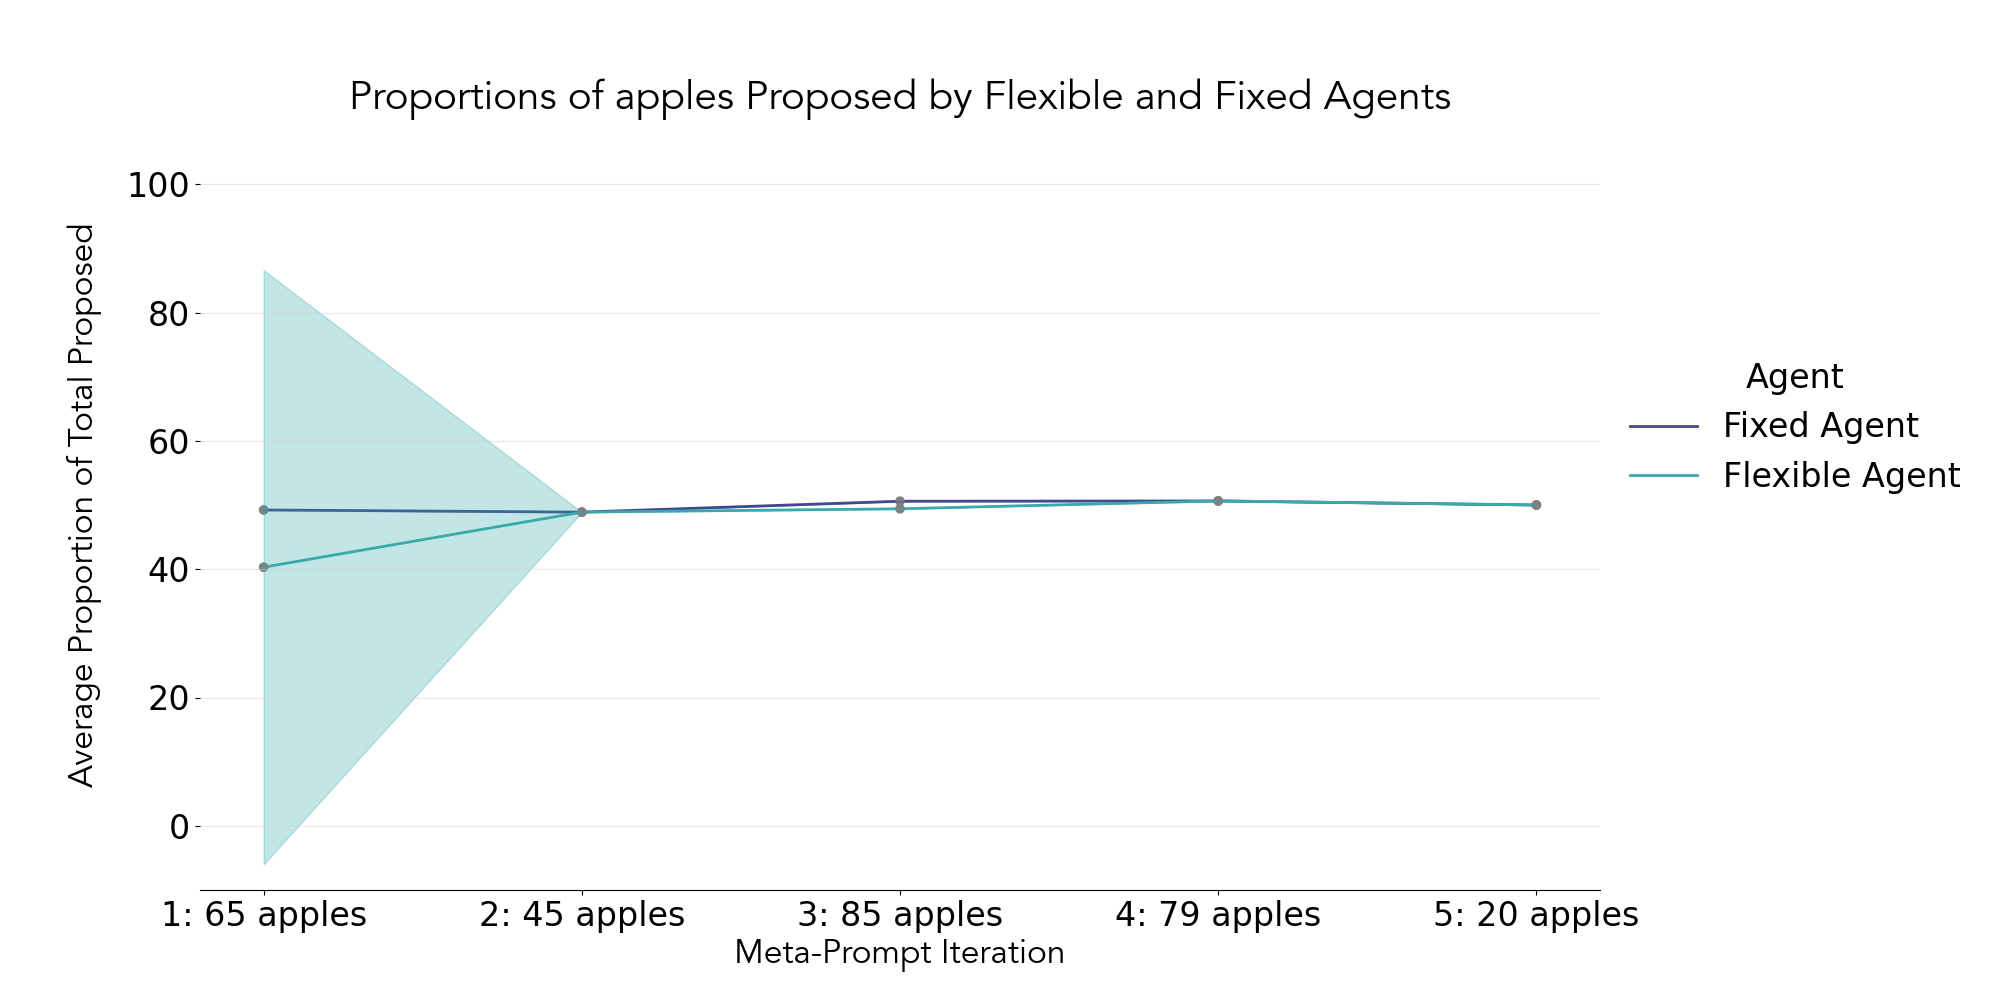 Proportions of apples Proposed by Flexible and Fixed Agents
Average Proportion of Total Proposed
100
80
60
40
20
0
1: 65 apples
2: 45 apples
3: 85 apples
4: 79 apples
5: 20 apples
Meta-Prompt Iteration
Agent
Fixed Agent
Flexible Agent